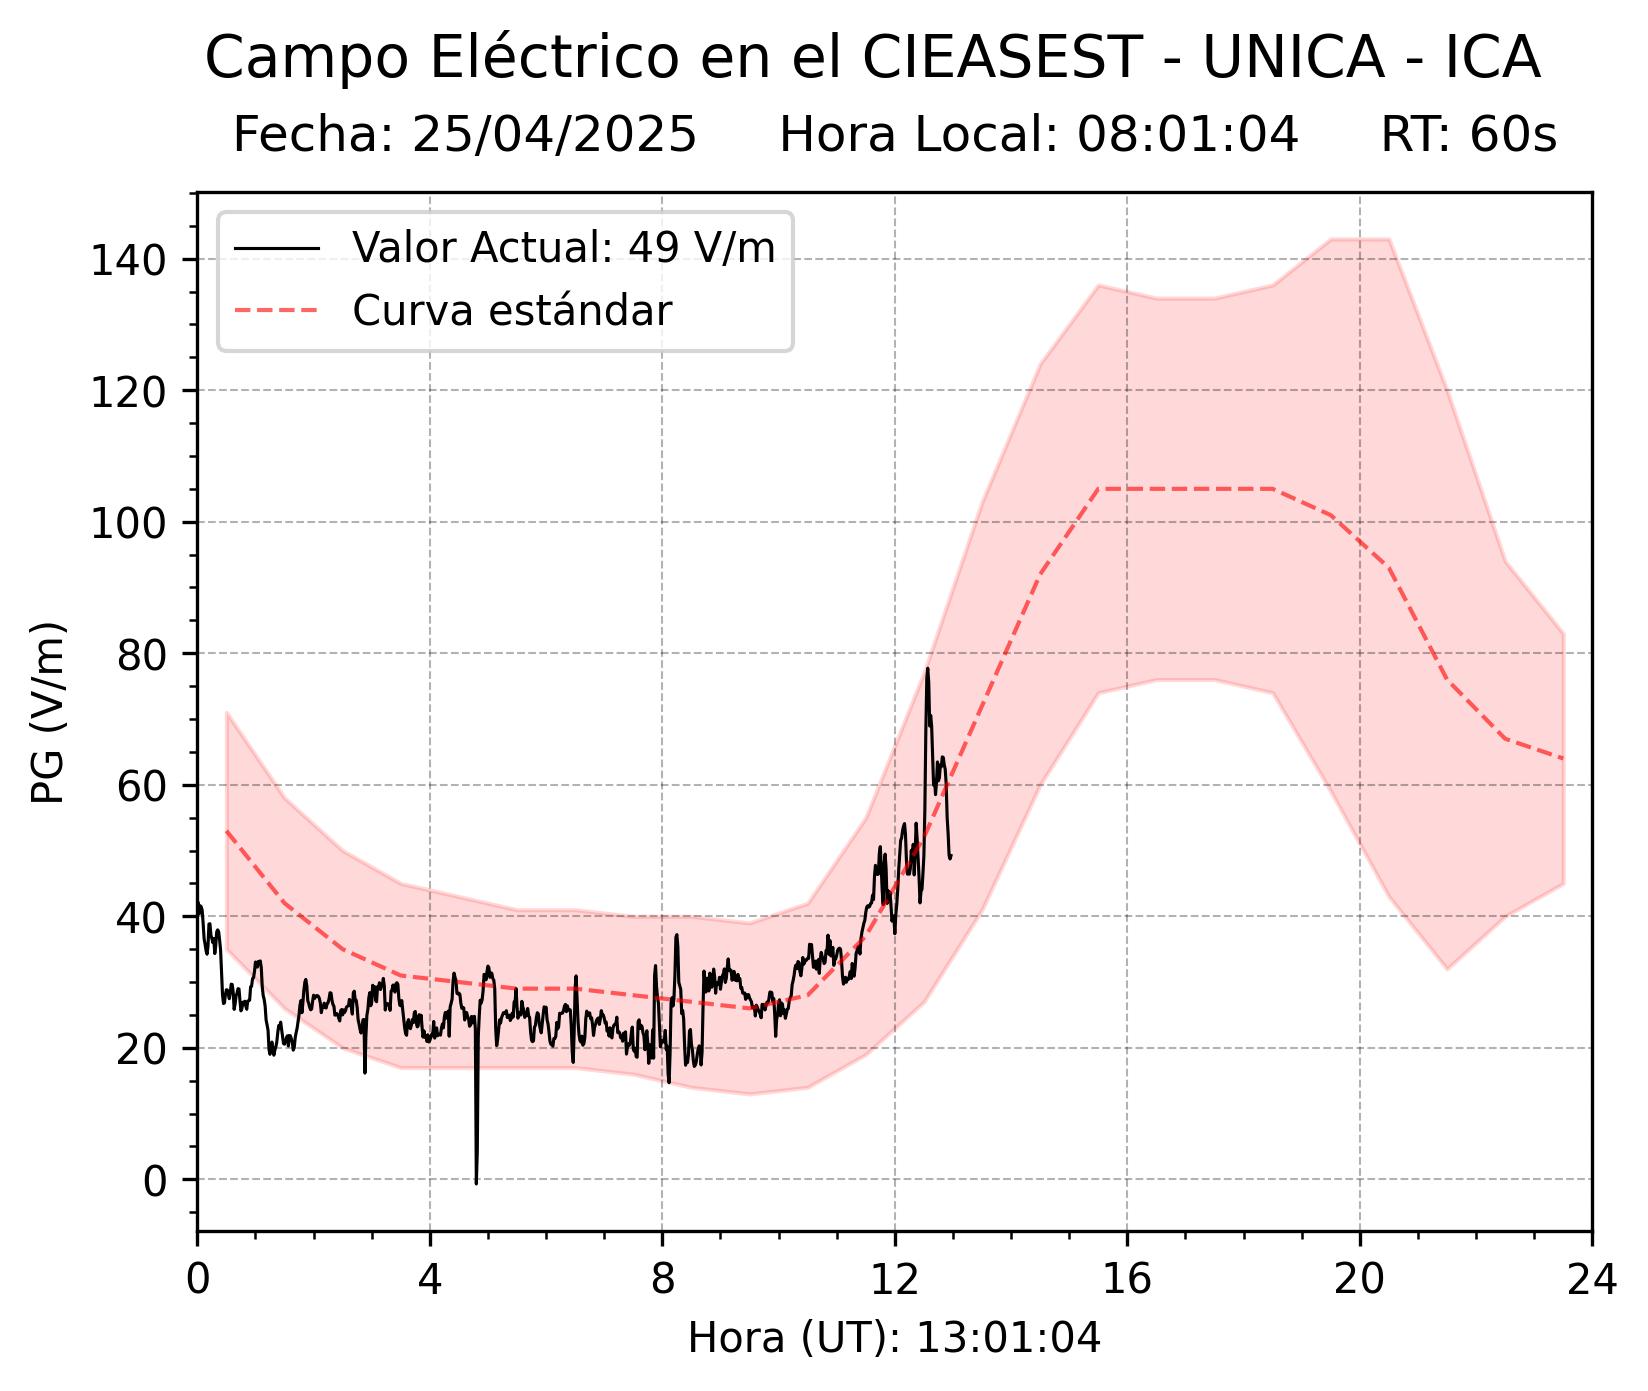 Campo Eléctrico en el CIEASEST - UNICA - ICA
Fecha: 25/04/2025 Hora Local: 08:01:04 RT: 60s
Valor Actual: 49 V/m
Curva estándar
PG (V/m)
140
120
100
80
60
40
20
0
0 4 8 12 16 20 24
Hora (UT): 13:01:04